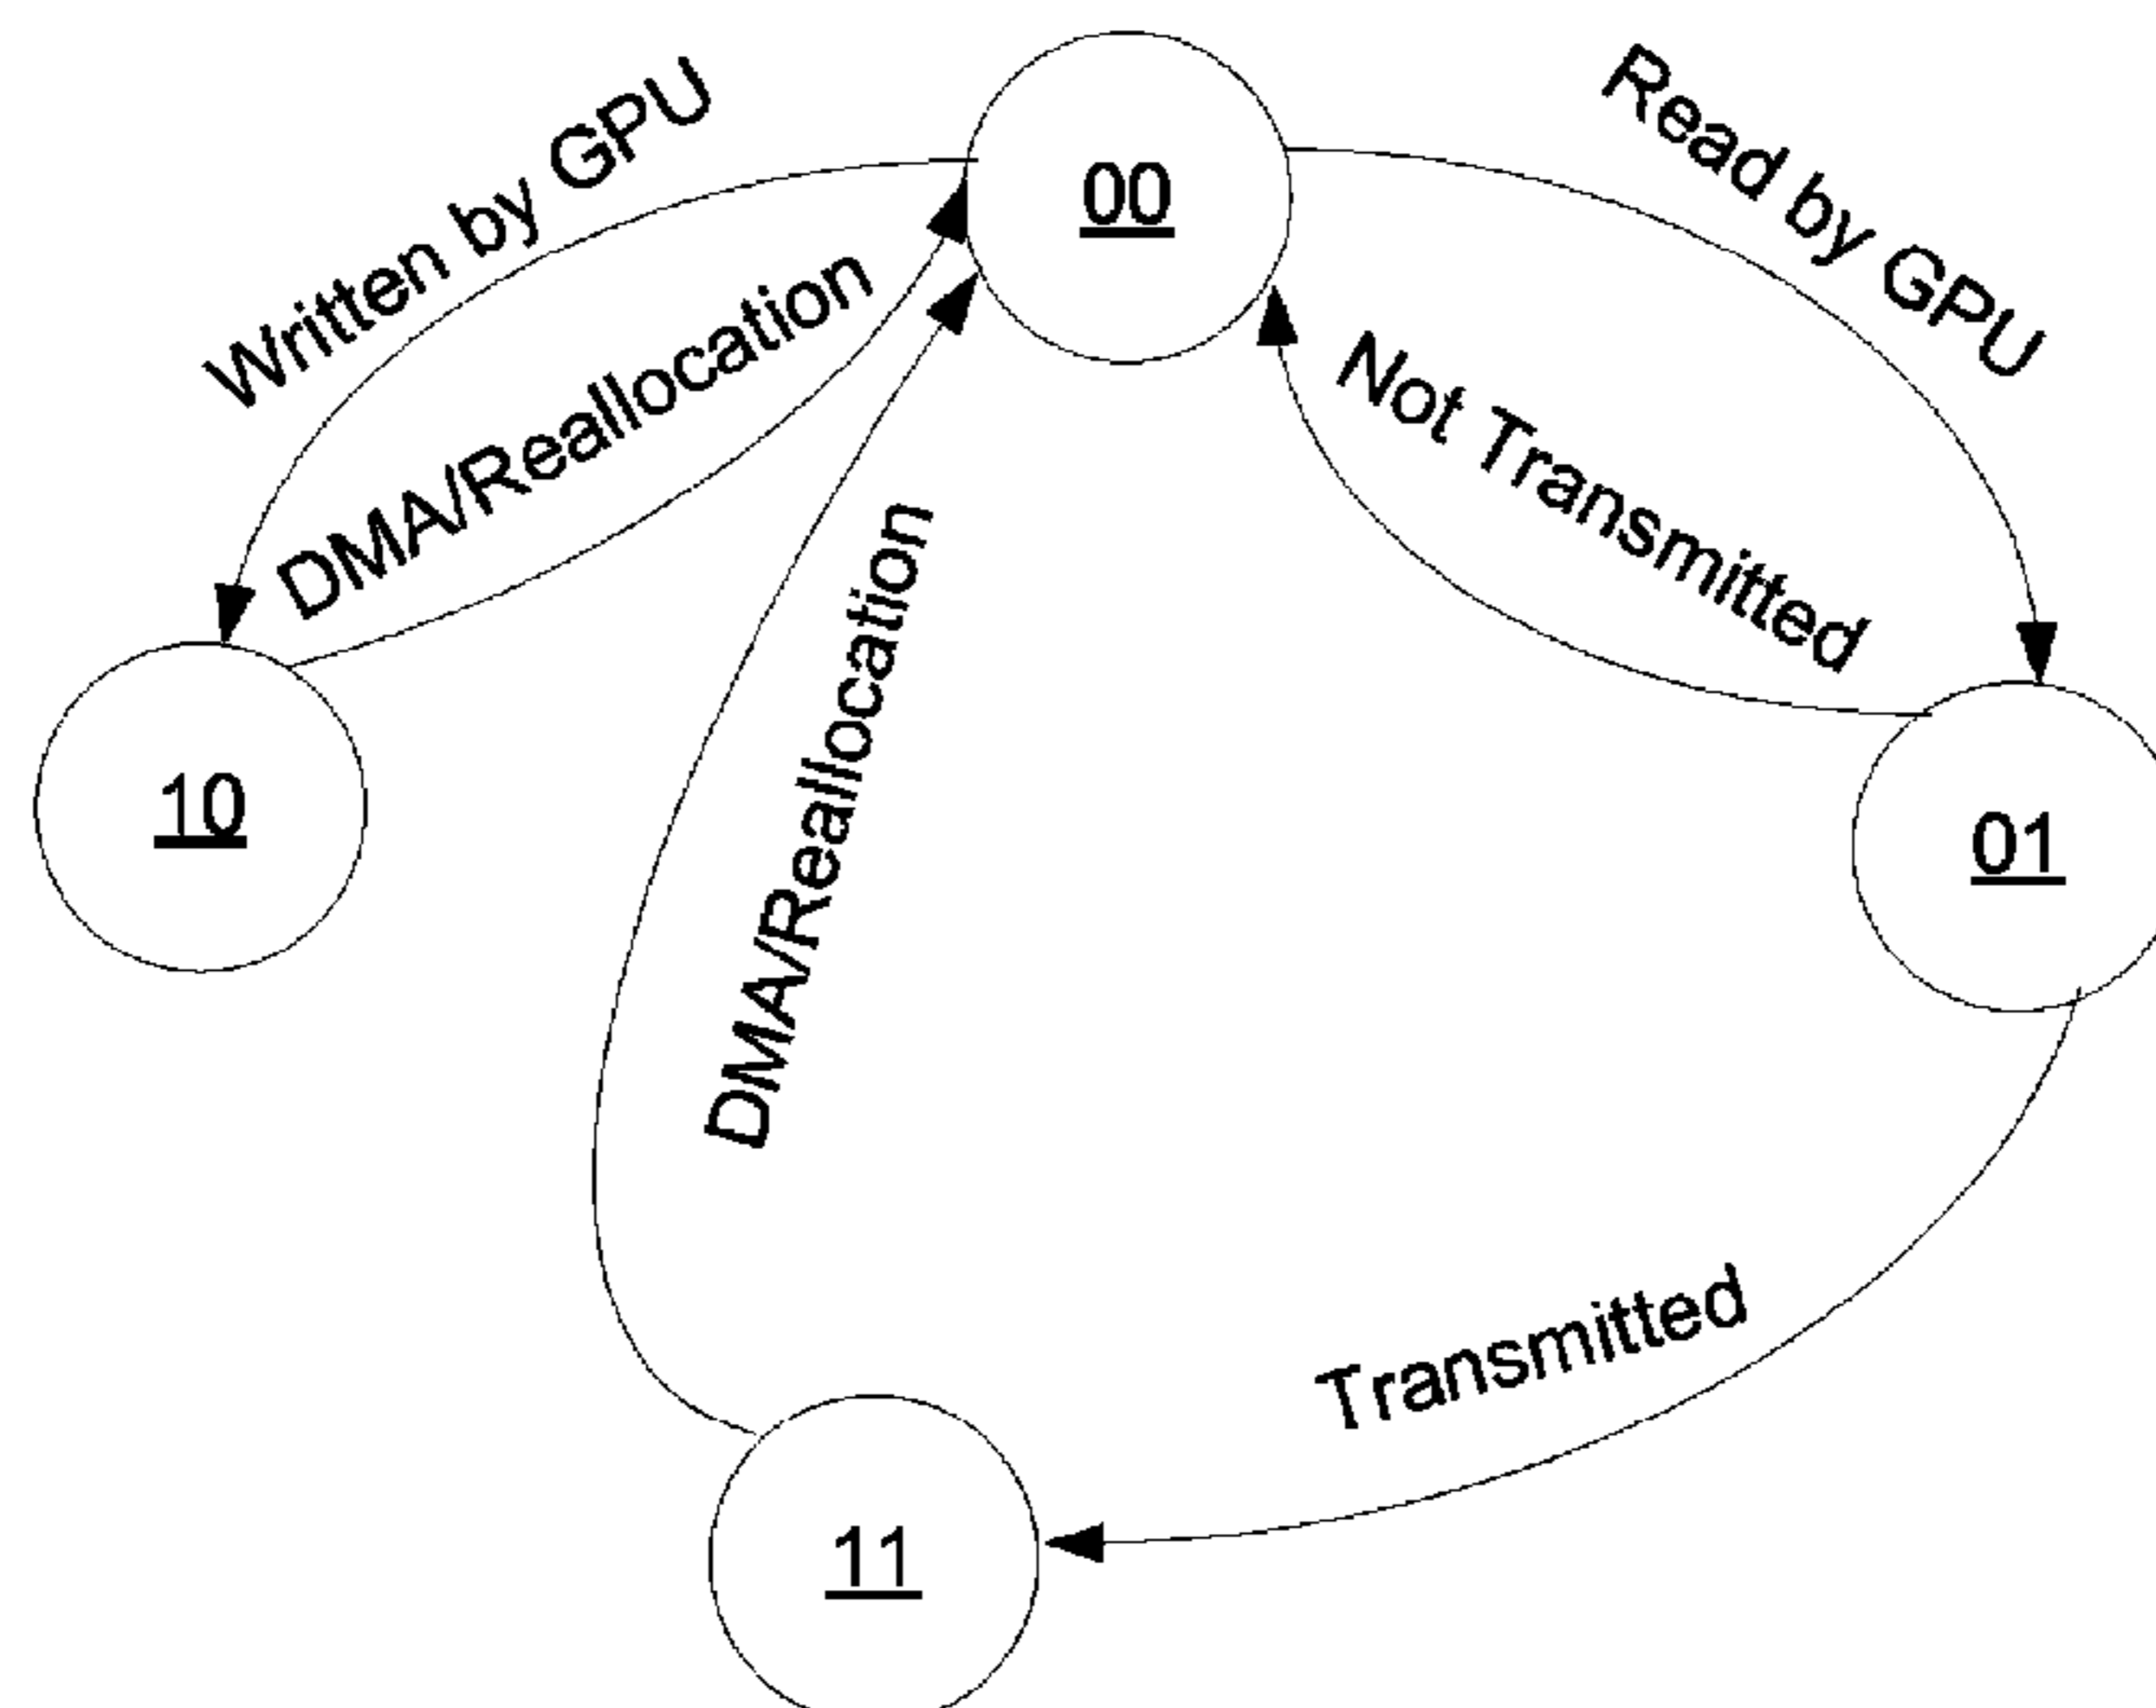 Written by GPU
00
Read by GPU
DMA/Reallocation
Not Transmitted
DMA/Reallocation
10
01
Transmitted
11